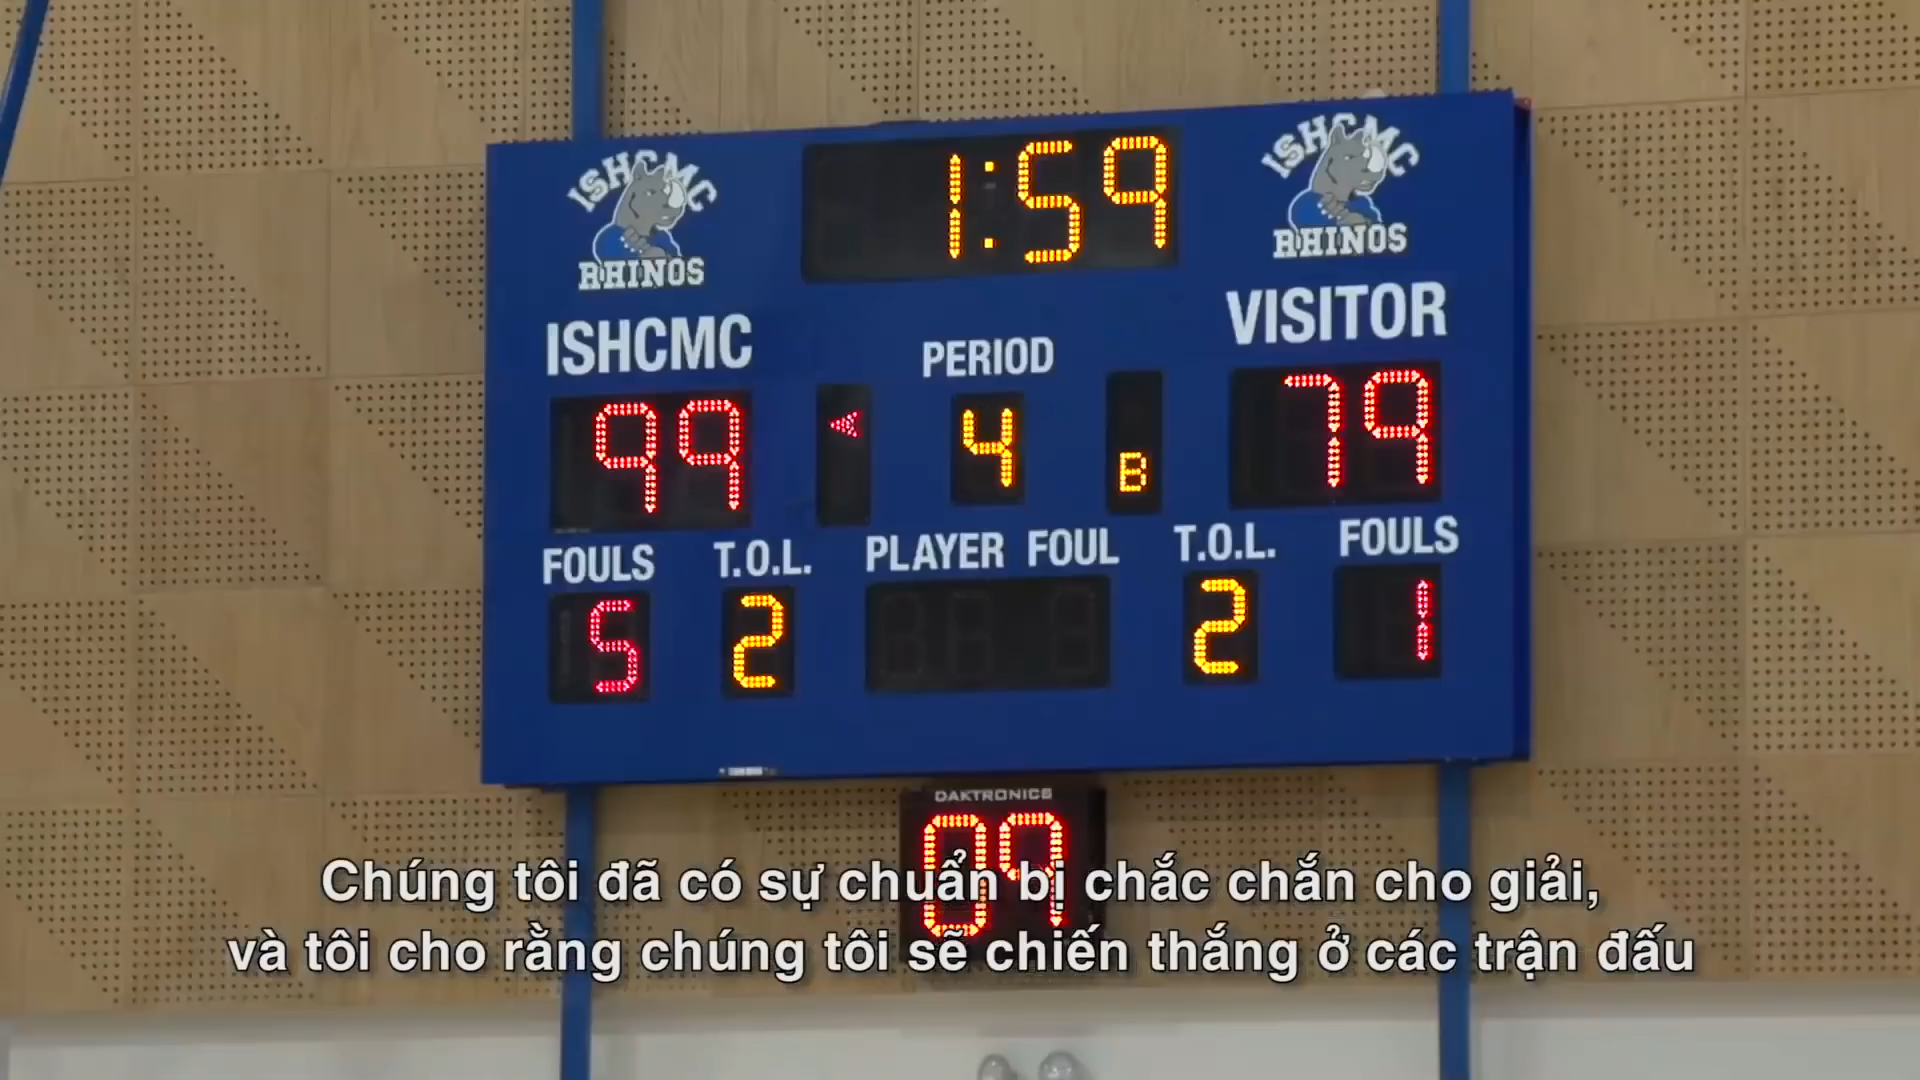 ISHCMC
RHINOS
1:59
ISHCMC
RHINOS
ISHCMC
PERIOD
VISITOR
99
4
B
79
FOULS
T.O.L.
PLAYER FOUL
T.O.L.
FOULS
5
2
2
1
DAKTRONICS
09
Chúng tôi đã có sự chuẩn bị chắc chắn cho giải,
và tôi cho rằng chúng tôi sẽ chiến thắng ở các trận đấu